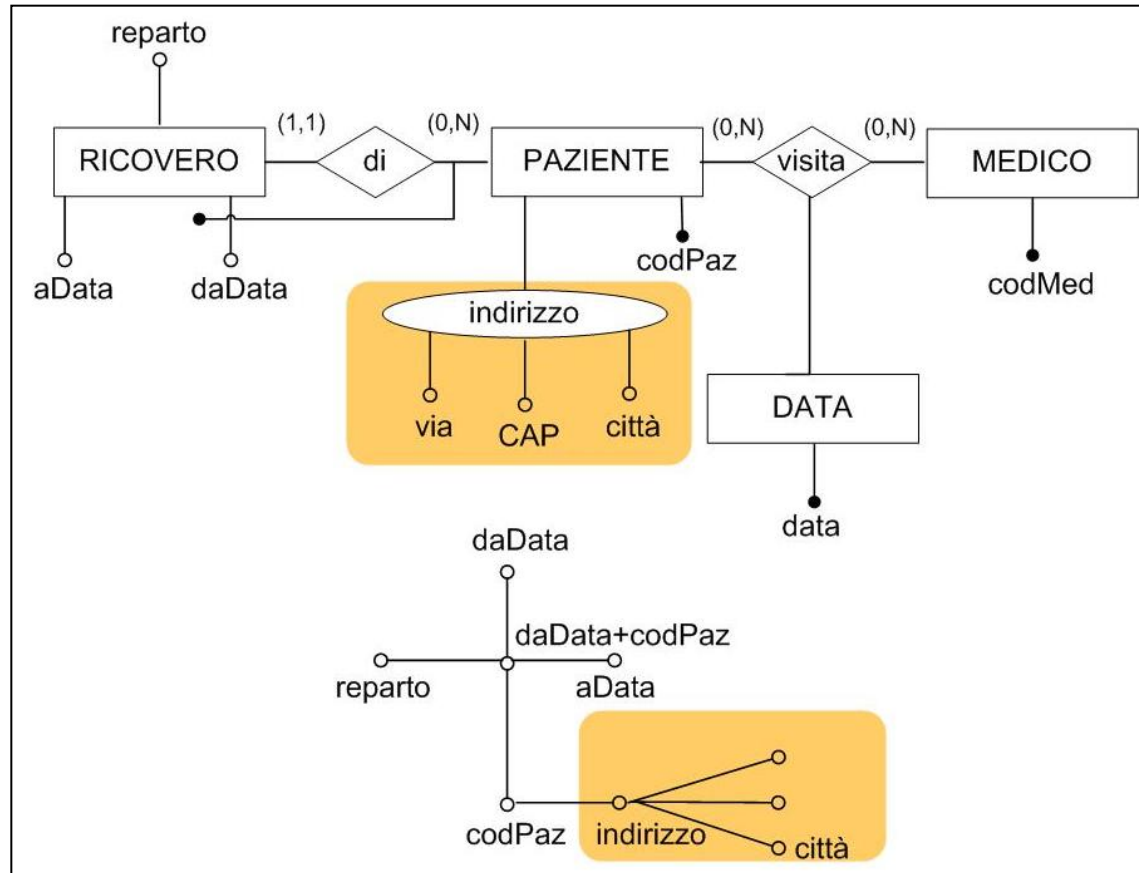 reparto
(1,1)
(0,N)
(0,N)
(0,N)
RICOVERO
di
PAZIENTE
visita
MEDICO
aData
daData
codPaz
codMed
indirizzo
via
CAP
città
DATA
data
daData
daData+codPaz
reparto
aData
codPaz
indirizzo
città